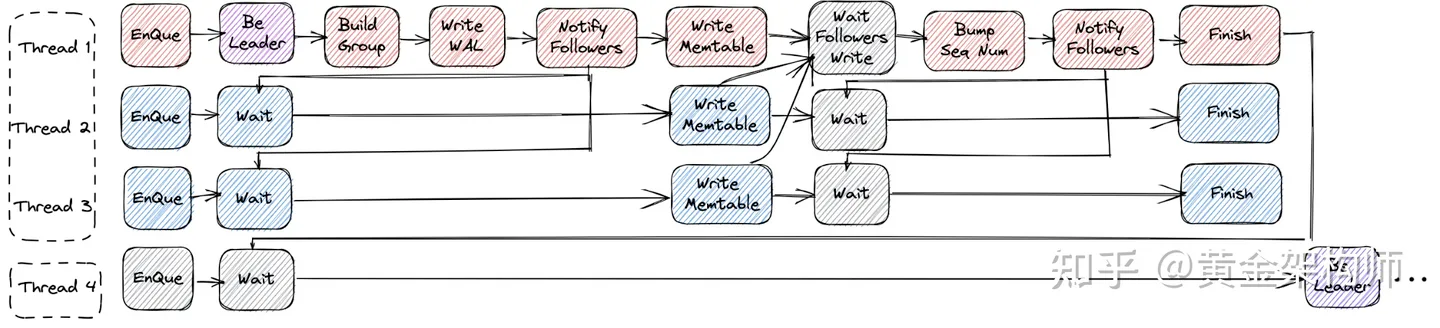 Thread 1
EnQue
Be
Leader
Build
Group
Write
WAL
Notify
Followers
Write
Memtable
Wait
Followers
Write
Bump
Seq Num
Notify
Followers
Finish
Thread 2
EnQue
Wait
Write
Memtable
Wait
Finish
Thread 3
EnQue
Wait
Write
Memtable
Wait
Finish
Thread 4
EnQue
Wait
Be
Leader
...
知乎 @黄金架构师